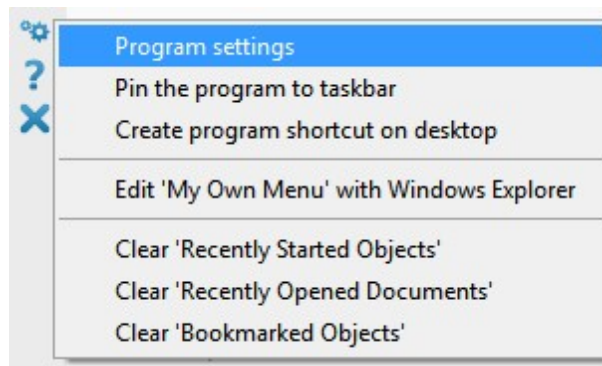 Program settings
?
Pin the program to taskbar
Create program shortcut on desktop
Edit 'My Own Menu' with Windows Explorer
Clear 'Recently Started Objects'
Clear 'Recently Opened Documents'
Clear 'Bookmarked Objects'